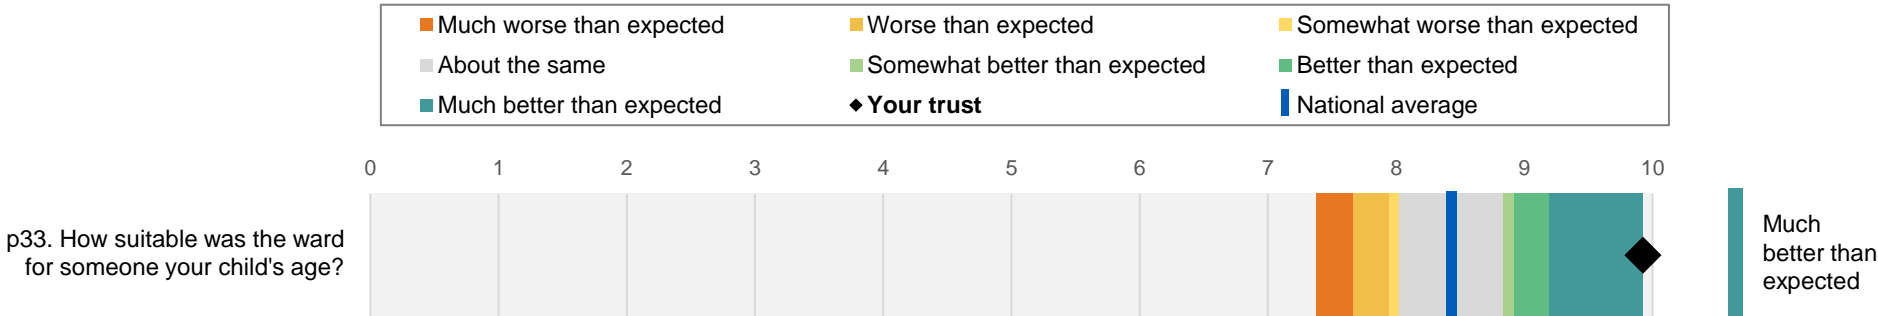 Much worse than expected
Worse than expected
Somewhat worse than expected
About the same
Somewhat better than expected
Better than expected
Much better than expected
Your trust
National average
0 1 2 3 4 5 6 7 8 9 10
p33. How suitable was the ward
for someone your child's age?
Much
better than
expected